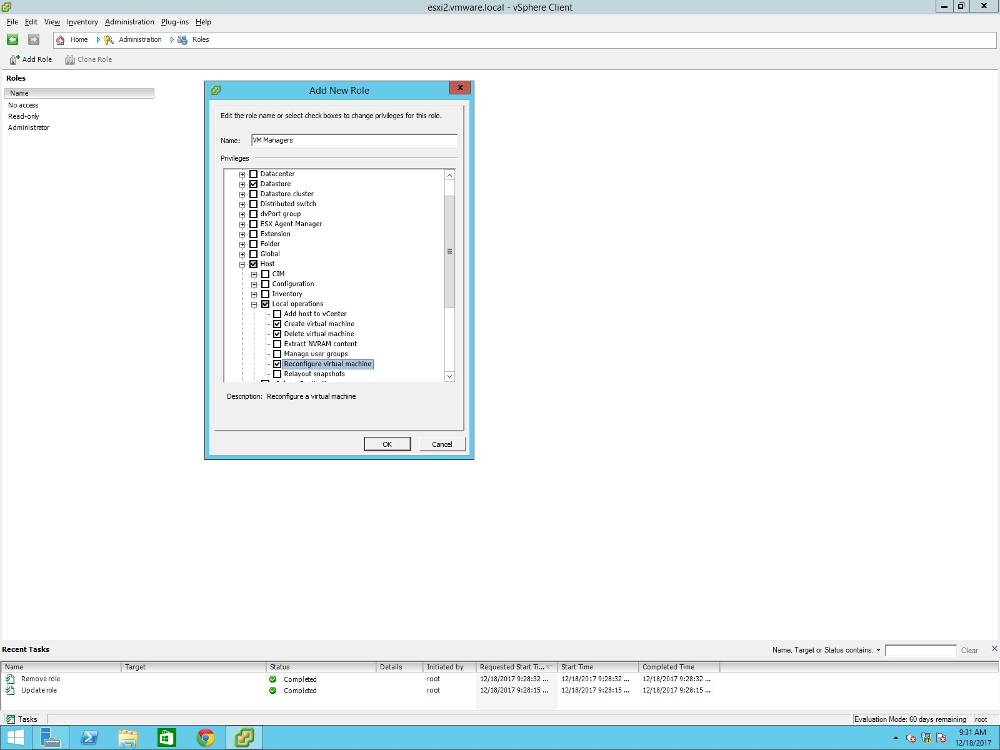 esxi2.vmware.local - vSphere Client
File Edit View Inventory Administration Plug-ins Help
Home Administration Roles
Add Role Clone Role
Roles
Name
No access
Read-only
Administrator
Add New Role
Edit the role name or select check boxes to change privileges for this role.
Name: VM Managers
Privileges
Datacenter
Datastore
Datastore cluster
Distributed switch
dvPort group
ESX Agent Manager
Extension
Folder
Global
Host
CIM
Configuration
Inventory
Local operations
Add host to vCenter
Create virtual machine
Delete virtual machine
Extract NVRAM content
Manage user groups
Reconfigure virtual machine
Relayout snapshots
Description: Reconfigure a virtual machine
OK Cancel
Recent Tasks Name, Target or Status contains: Clear
Name Target Status Details Initiated by Requested Start Ti... Start Time Completed Time
Remove role Completed root 12/18/2017 9:28:32 ... 12/18/2017 9:28:32 ... 12/18/2017 9:28:32 ...
Update role Completed root 12/18/2017 9:28:15 ... 12/18/2017 9:28:15 ... 12/18/2017 9:28:15 ...
Tasks Evaluation Mode: 60 days remaining root
9:31 AM
12/18/2017